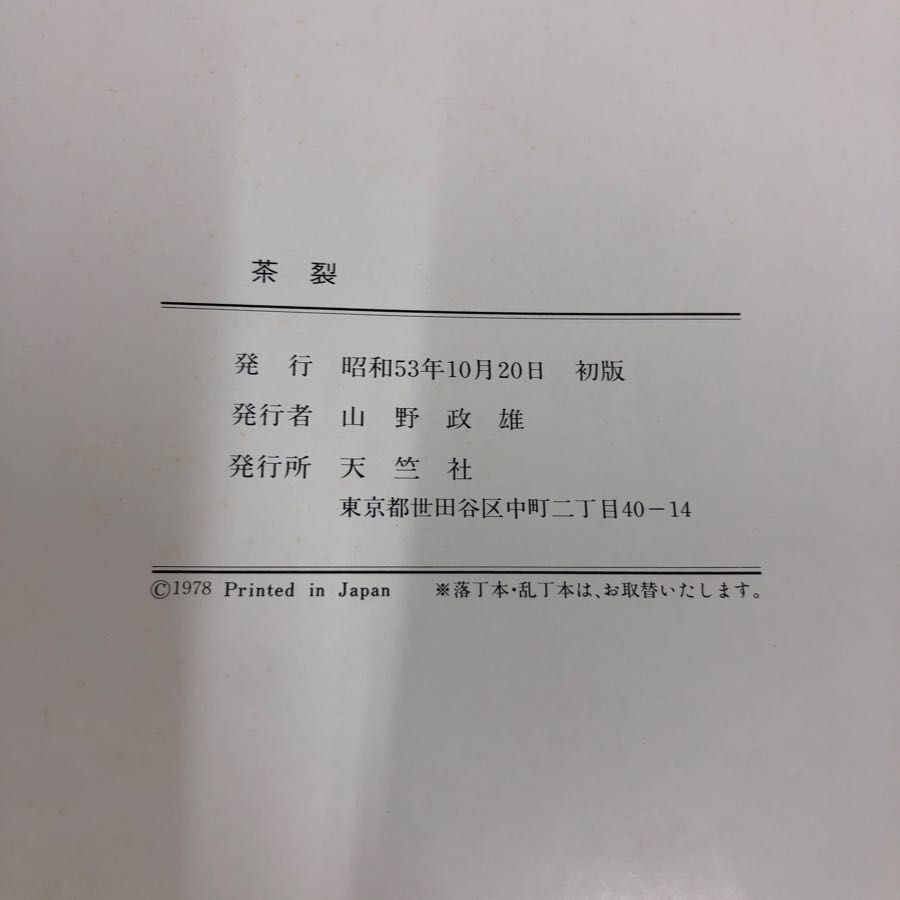 茶裂
発行 昭和53年10月20日 初版
発行者 山野政雄
発行所 天竺社
東京都世田谷区中町二丁目40-14
©1978 Printed in Japan ※落丁本・乱丁本は、お取替いたします。